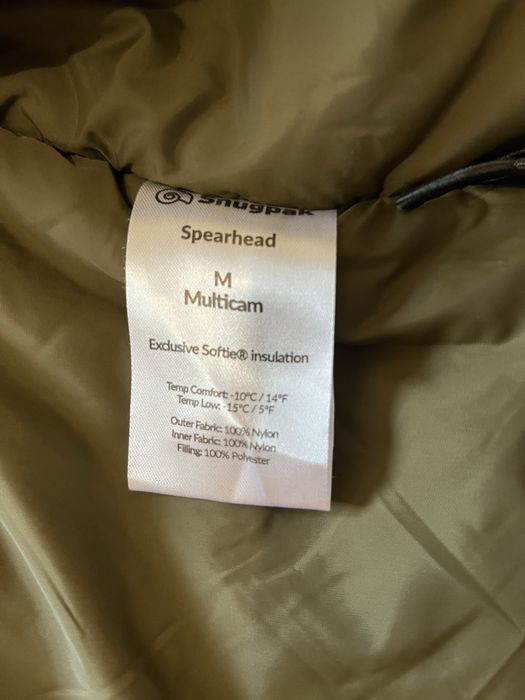 Snugpak
Spearhead
M
Multicam
Exclusive Softie® insulation
Temp Comfort: -10°C / 14°F
Temp Low: -15°C / 5°F
Outer Fabric: 100% Nylon
Inner Fabric: 100% Nylon
Filling: 100% Polyester